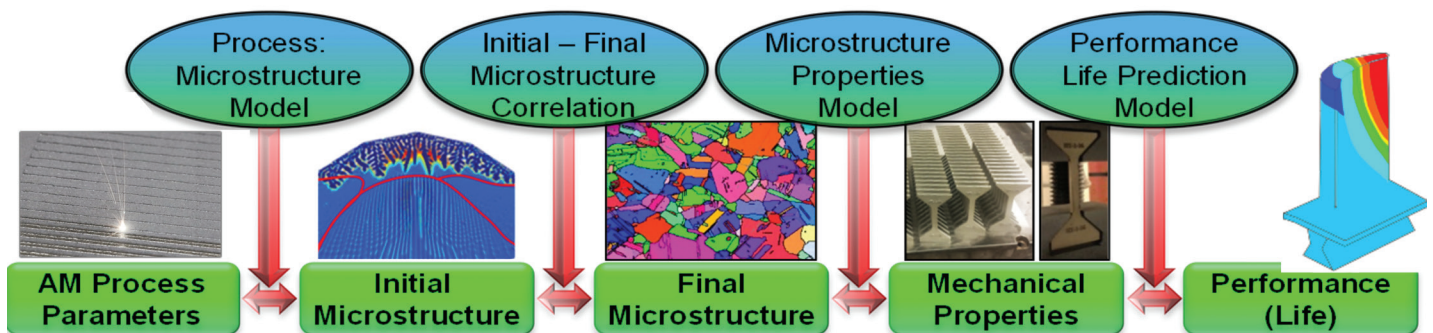 Process:
Microstructure
Model
Initial – Final
Microstructure
Correlation
Microstructure
Properties
Model
Performance
Life Prediction
Model
AM Process
Parameters
Initial
Microstructure
Final
Microstructure
Mechanical
Properties
Performance
(Life)